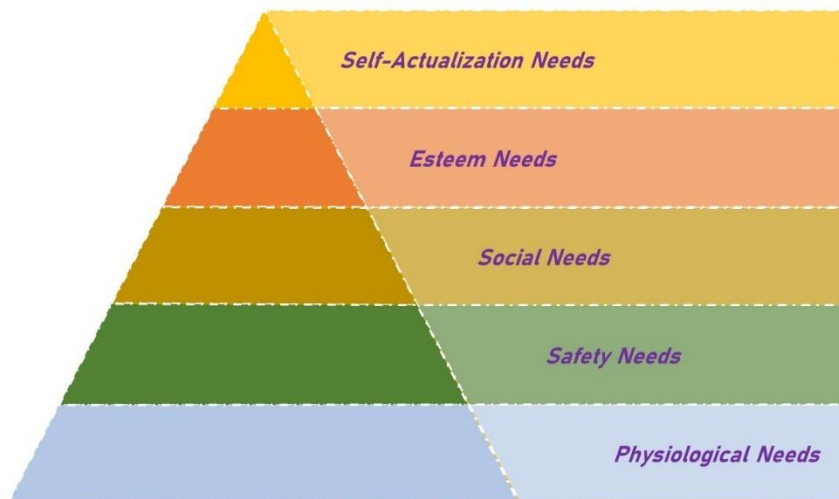 Self-Actualization Needs
Esteem Needs
Social Needs
Safety Needs
Physiological Needs